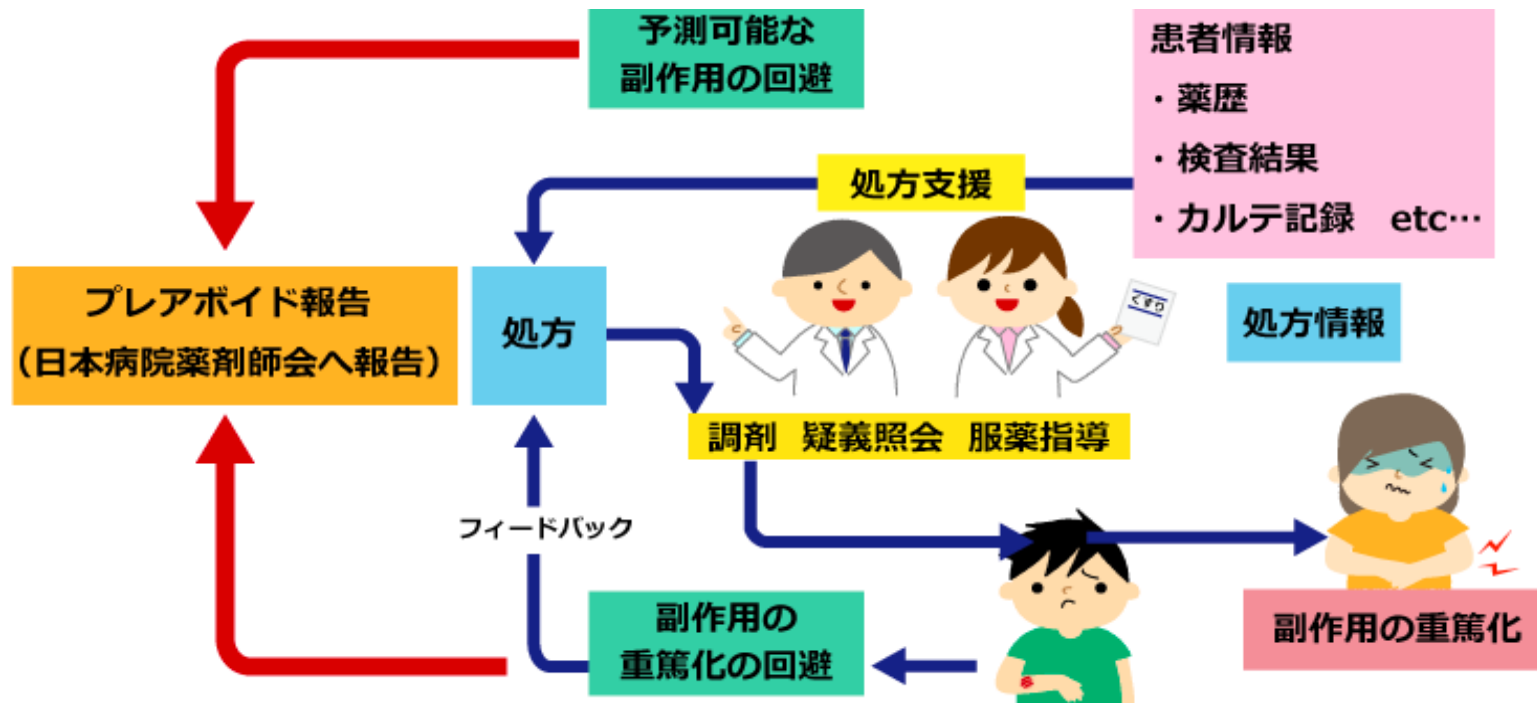 予測可能な
副作用の回避
患者情報
・薬歴
・検査結果
・カルテ記録　etc…
処方支援
プレアボイド報告
（日本病院薬剤師会へ報告）
処方
くすり
処方情報
調剤　疑義照会　服薬指導
フィードバック
副作用の
重篤化の回避
副作用の重篤化